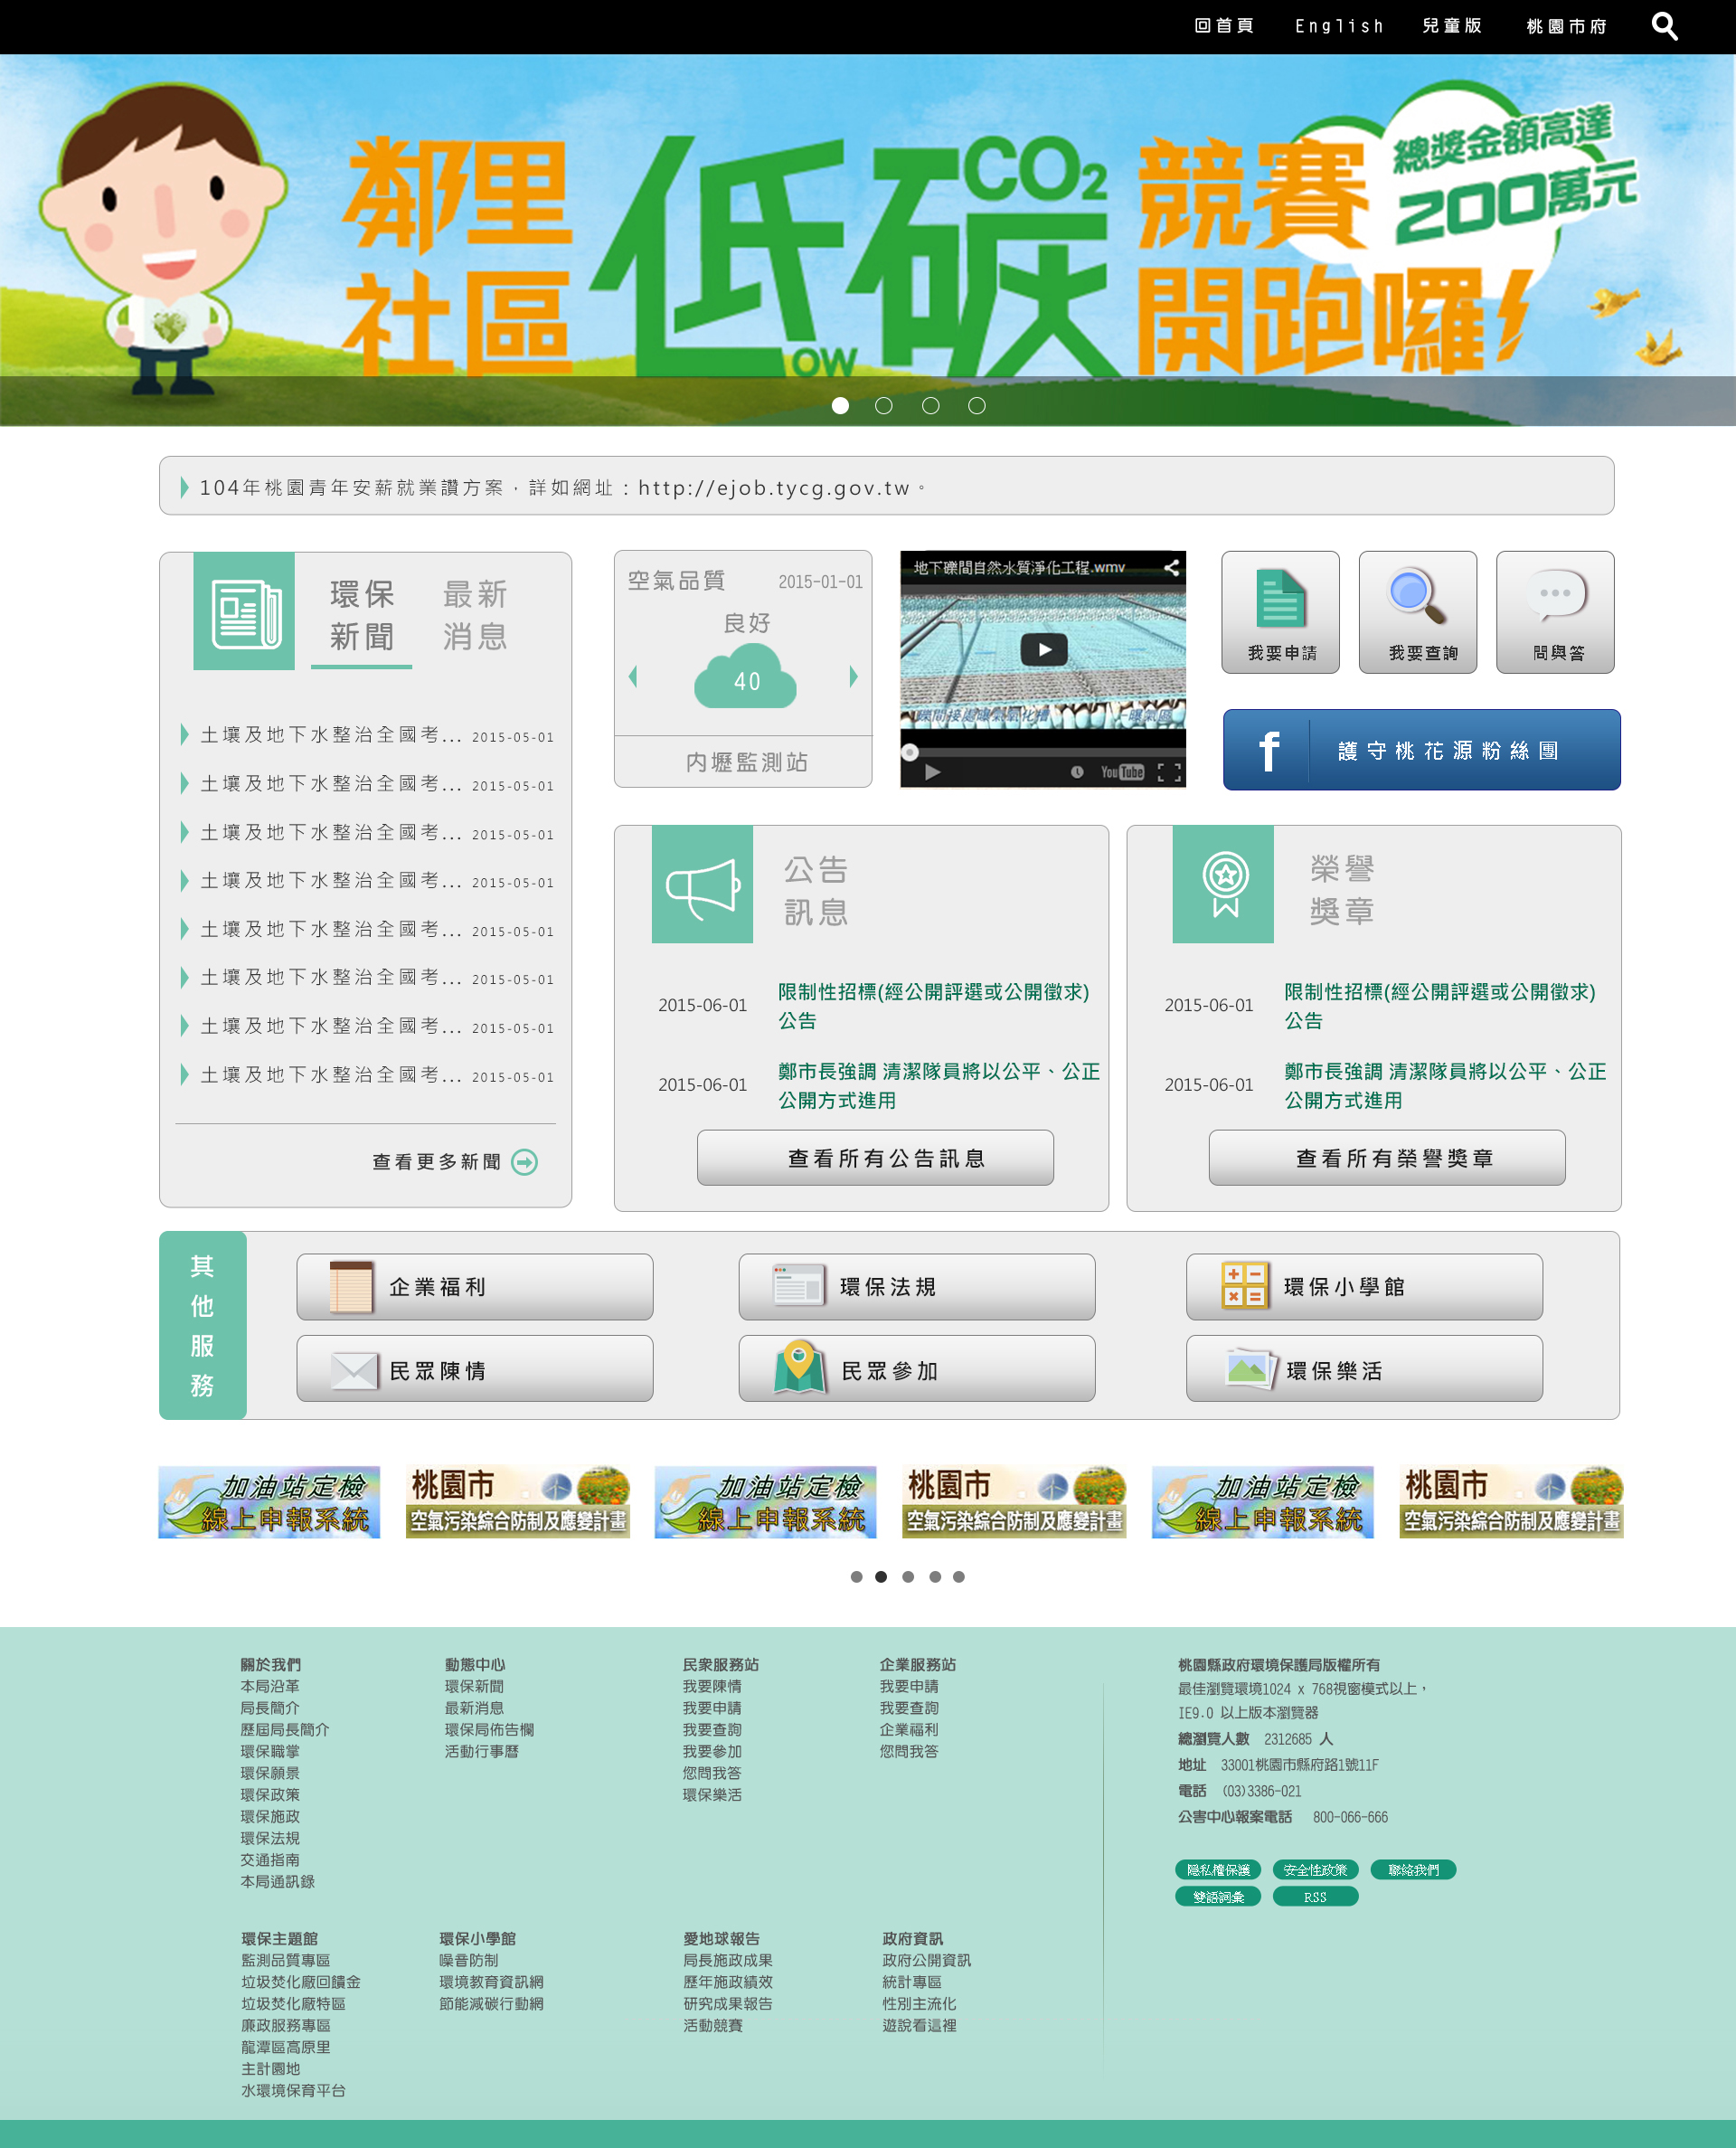 回首頁 English 兒童版 桃園市府
鄰里
社區
低碳
CO2
LOW
競賽
開跑囉!
總獎金額高達
200萬元
104年桃園青年安薪就業讚方案，詳如網址：http://ejob.tycg.gov.tw。
環保
新聞
最新
消息
土壤及地下水整治全國考... 2015-05-01
土壤及地下水整治全國考... 2015-05-01
土壤及地下水整治全國考... 2015-05-01
土壤及地下水整治全國考... 2015-05-01
土壤及地下水整治全國考... 2015-05-01
土壤及地下水整治全國考... 2015-05-01
土壤及地下水整治全國考... 2015-05-01
土壤及地下水整治全國考... 2015-05-01
查看更多新聞
空氣品質 2015-01-01
良好
40
內壢監測站
地下礫間自然水質淨化工程.wmv
YouTube
我要申請
我要查詢
問與答
f 護守桃花源粉絲團
公告
訊息
2015-06-01 限制性招標(經公開評選或公開徵求)
公告
2015-06-01 鄭市長強調 清潔隊員將以公平、公正
公開方式進用
查看所有公告訊息
榮譽
獎章
2015-06-01 限制性招標(經公開評選或公開徵求)
公告
2015-06-01 鄭市長強調 清潔隊員將以公平、公正
公開方式進用
查看所有榮譽獎章
其他服務
企業福利
環保法規
環保小學館
民眾陳情
民眾參加
環保樂活
加油站定檢
線上申報系統
桃園市
空氣污染綜合防制及應變計畫
加油站定檢
線上申報系統
桃園市
空氣污染綜合防制及應變計畫
加油站定檢
線上申報系統
桃園市
空氣污染綜合防制及應變計畫
關於我們
本局沿革
局長簡介
歷屆局長簡介
環保職掌
環保願景
環保政策
環保施政
環保法規
交通指南
本局通訊錄
動態中心
環保新聞
最新消息
環保局佈告欄
活動行事曆
民眾服務站
我要陳情
我要申請
我要查詢
我要參加
您問我答
環保樂活
企業服務站
我要申請
我要查詢
企業福利
您問我答
環保主題館
監測品質專區
垃圾焚化廠回饋金
垃圾焚化廠特區
廉政服務專區
龍潭區高原里
主計園地
水環境保育平台
環保小學館
噪音防制
環境教育資訊網
節能減碳行動網
愛地球報告
局長施政成果
歷年施政績效
研究成果報告
活動競賽
政府資訊
政府公開資訊
統計專區
性別主流化
遊說看這裡
桃園縣政府環境保護局版權所有
最佳瀏覽環境1024 x 768視窗模式以上，
IE9.0 以上版本瀏覽器
總瀏覽人數 2312685 人
地址 33001桃園市縣府路1號11F
電話 (03)3386-021
公害中心報案電話 800-066-666
隱私權保護 安全性政策 聯絡我們
雙語詞彙 RSS